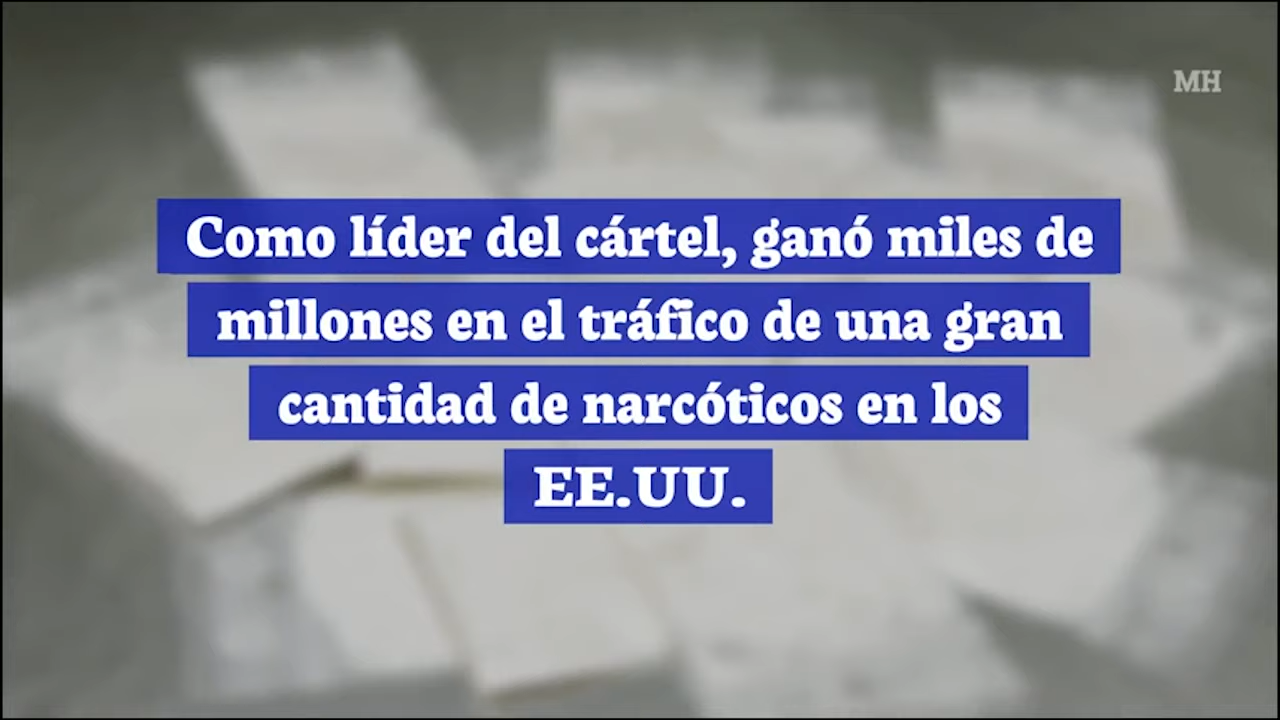 MH
Como líder del cártel, ganó miles de
millones en el tráfico de una gran
cantidad de narcóticos en los
EE.UU.